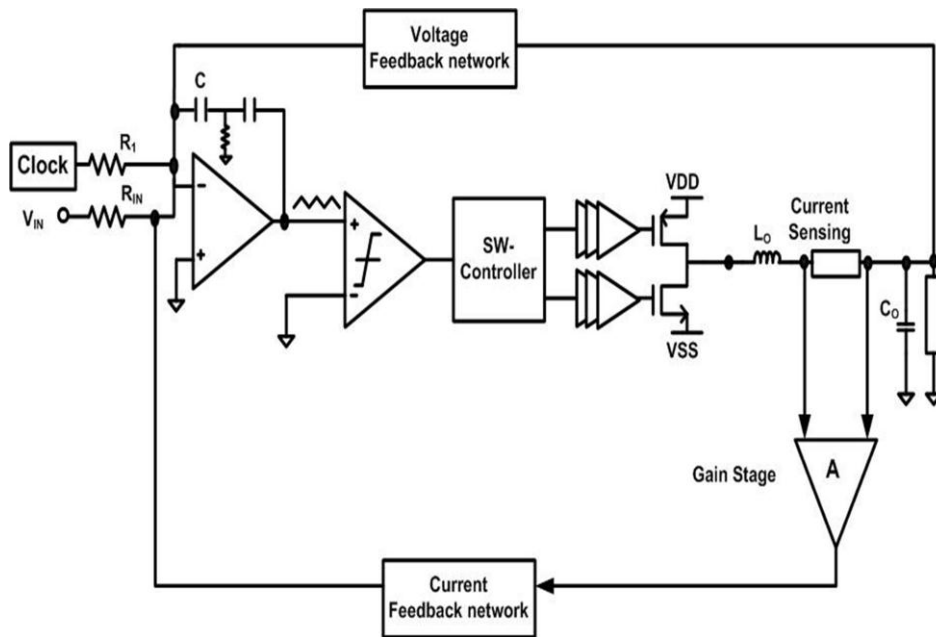 Voltage
Feedback network
C
R1
Clock
RIN
VIN
-
+
+
-
SW-
Controller
VDD
VSS
LO
Current
Sensing
CO
Gain Stage
A
Current
Feedback network